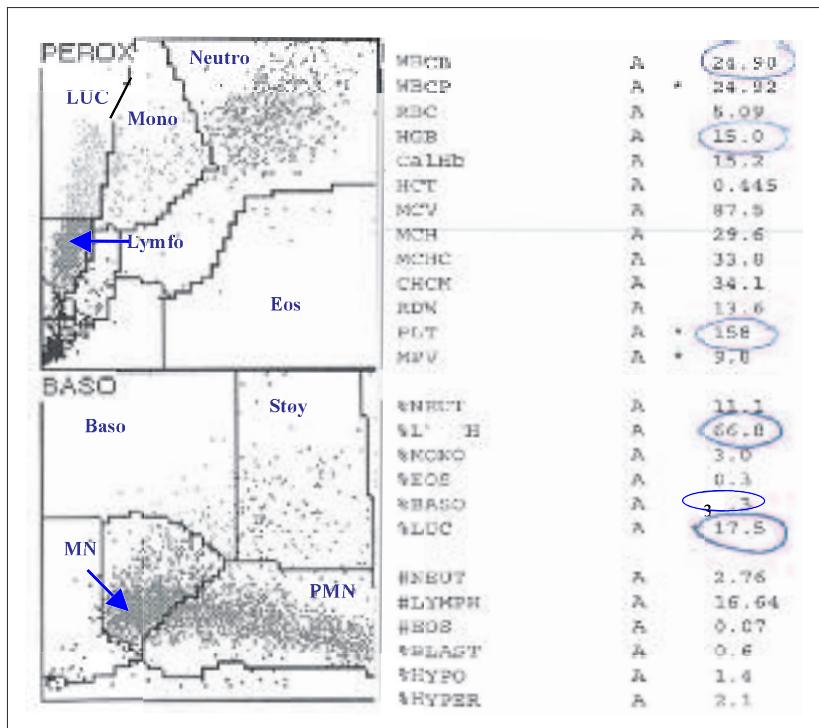 PEROX
Neutro
LUC
Mono
Lymfo
Eos
BASO
Støy
Baso
MN
PMN
WBCB A 24.90
WBCP A * 24.92
RBC A 5.09
HGB A 15.0
CalHb A 15.2
HCT A 0.445
MCV A 87.5
MCH A 29.6
MCHC A 33.8
CHCM A 34.1
RDW A 13.6
PLT A * 158
MPV A * 9.8
%NEUT A 11.1
%L H A 66.8
%MONO A 3.0
%EOS A 0.3
%BASO A .3
3
%LUC A 17.5
#NEUT A 2.76
#LYMPH A 16.64
#EOS A 0.07
%BLAST A 0.6
%HYPO A 1.4
%HYPER A 2.1